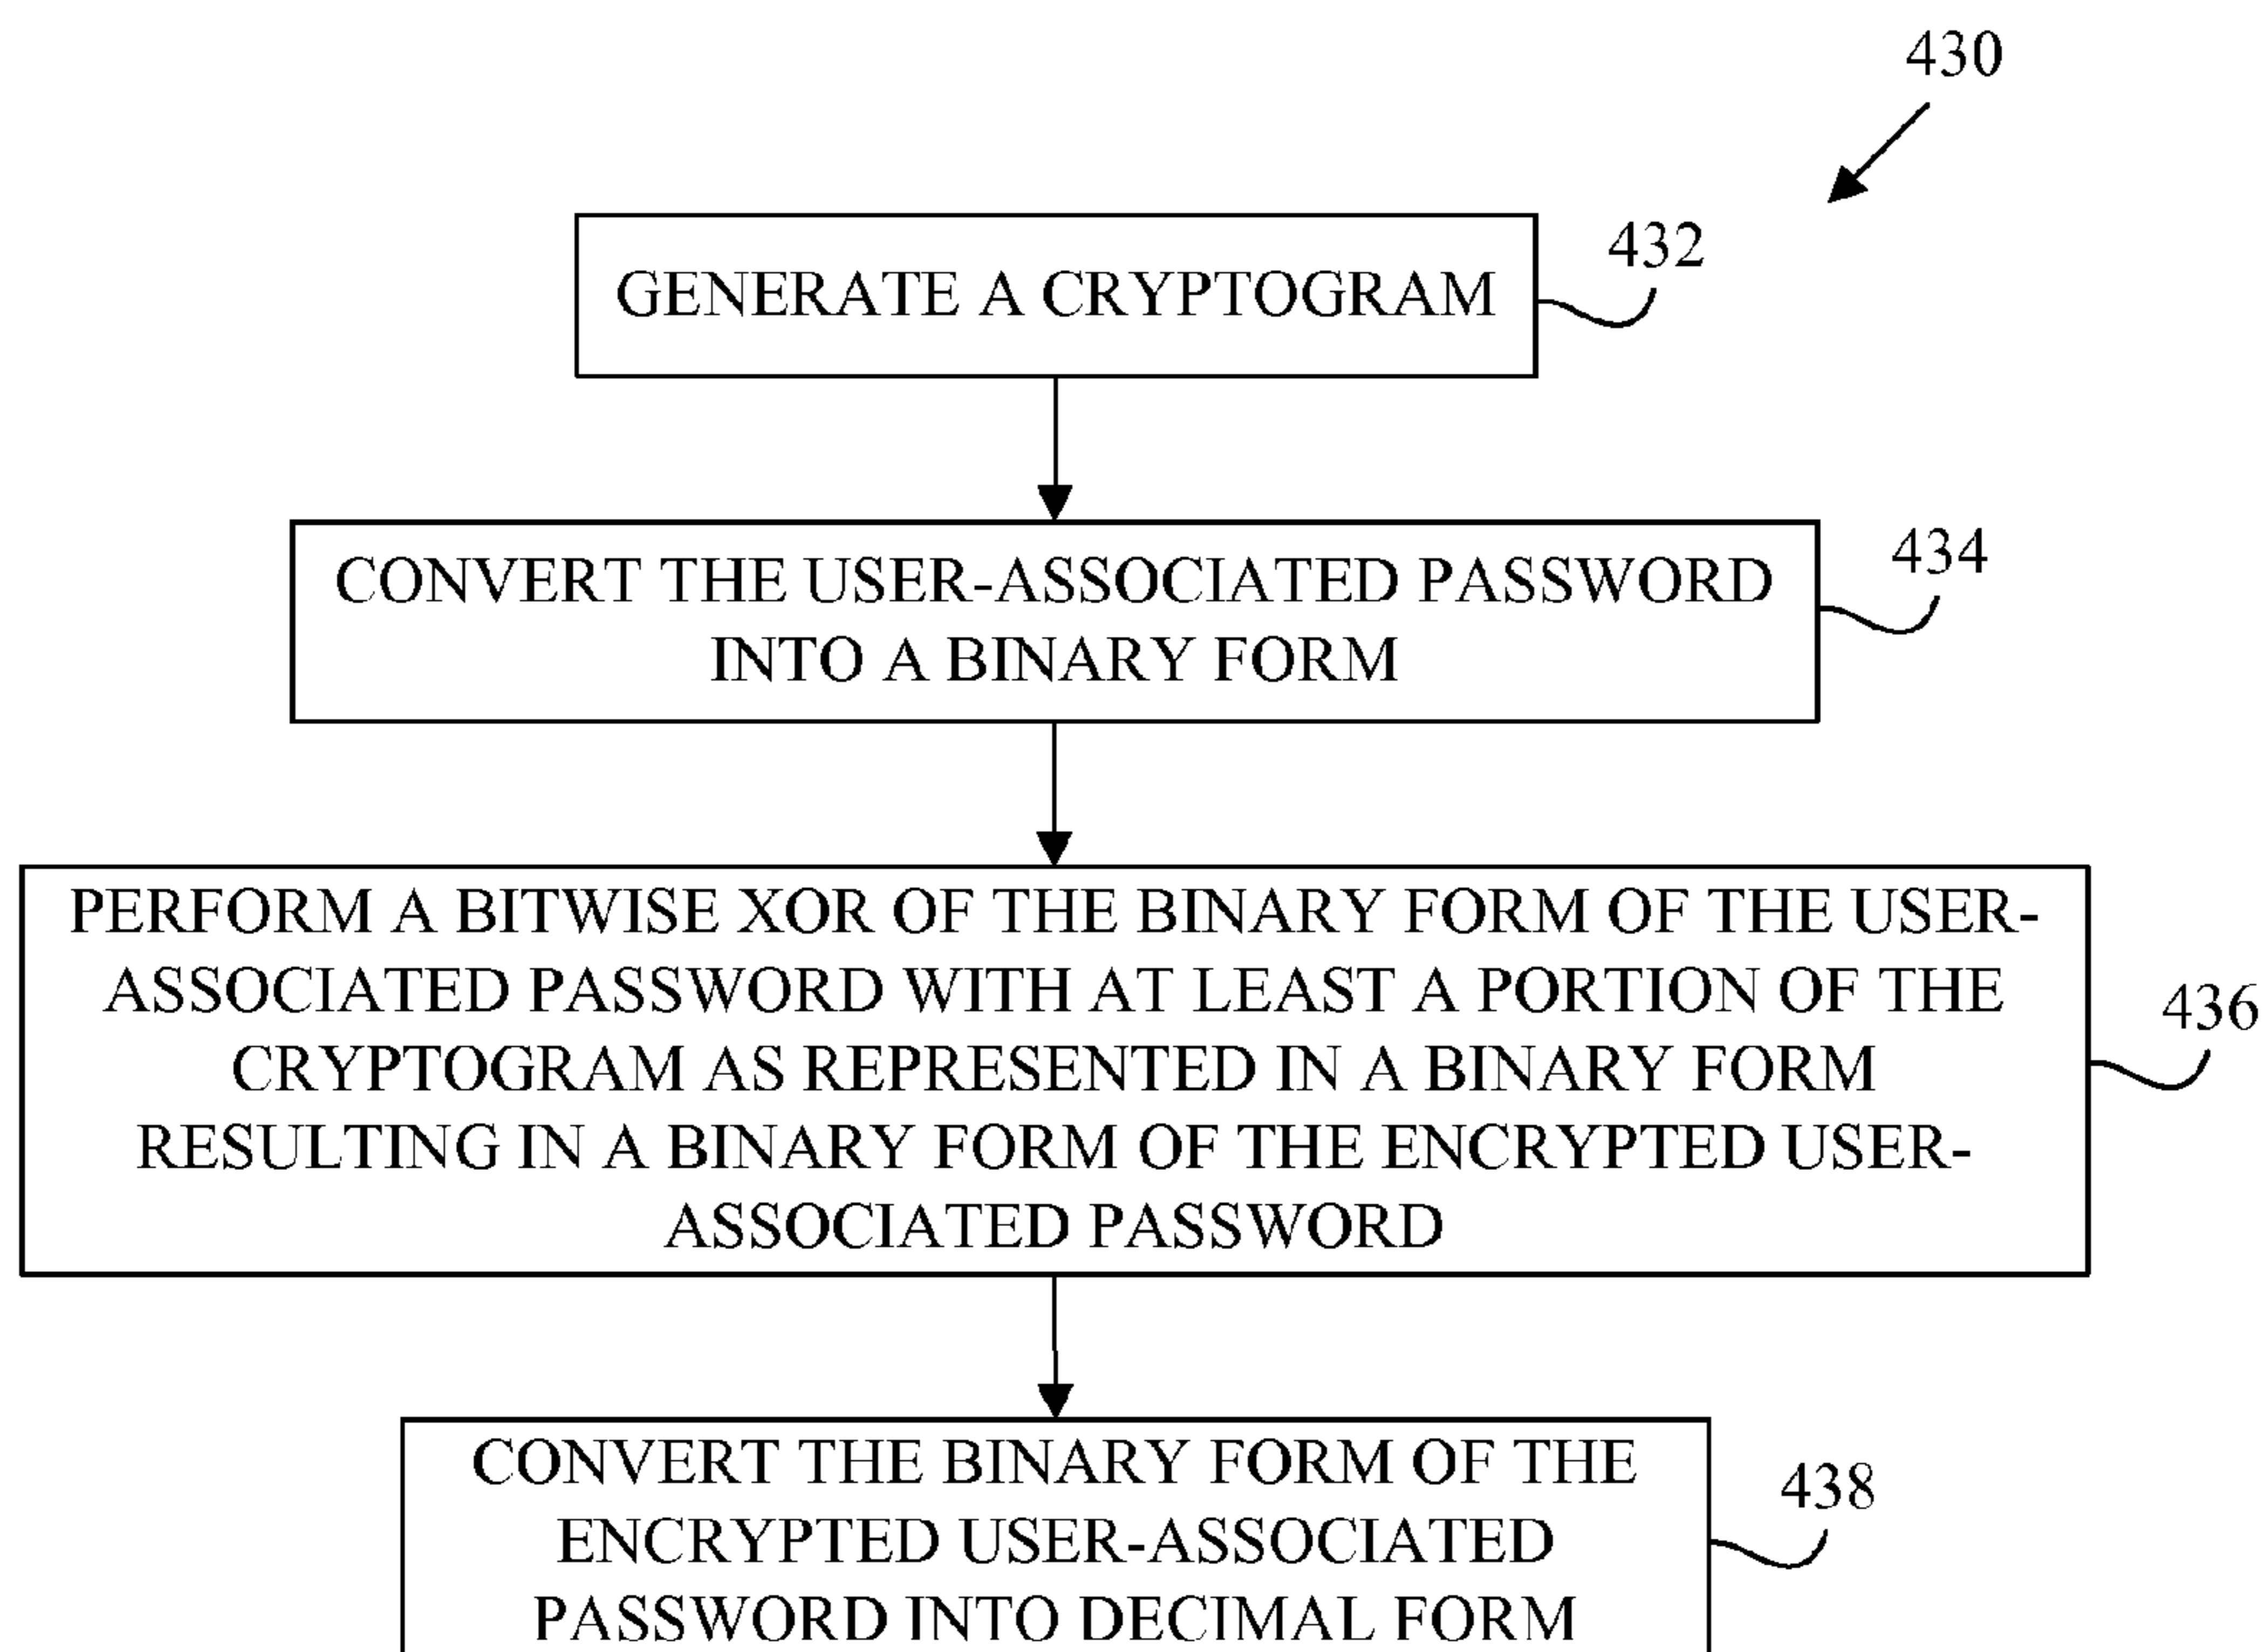 430
432
GENERATE A CRYPTOGRAM
434
CONVERT THE USER-ASSOCIATED PASSWORD
INTO A BINARY FORM
PERFORM A BITWISE XOR OF THE BINARY FORM OF THE USER-
ASSOCIATED PASSWORD WITH AT LEAST A PORTION OF THE
436
CRYPTOGRAM AS REPRESENTED IN A BINARY FORM
RESULTING IN A BINARY FORM OF THE ENCRYPTED USER-
ASSOCIATED PASSWORD
CONVERT THE BINARY FORM OF THE
438
ENCRYPTED USER-ASSOCIATED
PASSWORD INTO DECIMAL FORM